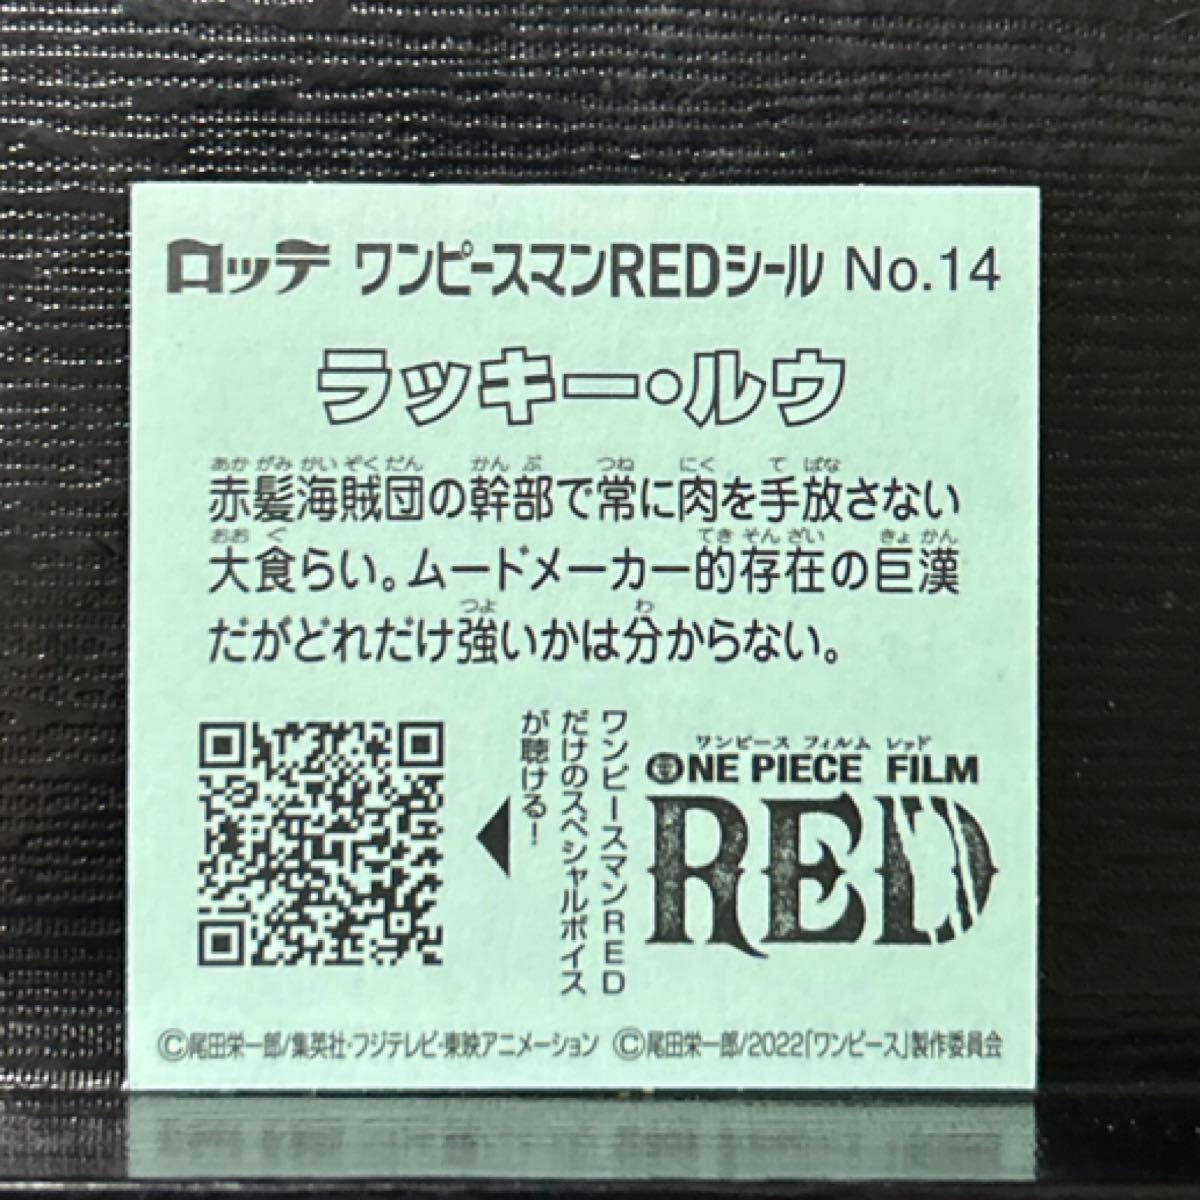 ロッテ ワンピースマンREDシール No.14
ラッキー・ルウ
あかがみかいぞくだん かんぶ つね にく てばな
赤髪海賊団の幹部で常に肉を手放さない
おおぐ てきそんざい きょかん
大食らい。ムードメーカー的存在の巨漢
つよ わ
だがどれだけ強いかは分からない。
ワンピースマンRED
だけのスペシャルボイス
が聴ける!
ワンピース フィルム レッド
ONE PIECE FILM
RED
©尾田栄一郎/集英社・フジテレビ・東映アニメーション ©尾田栄一郎/2022「ワンピース」製作委員会